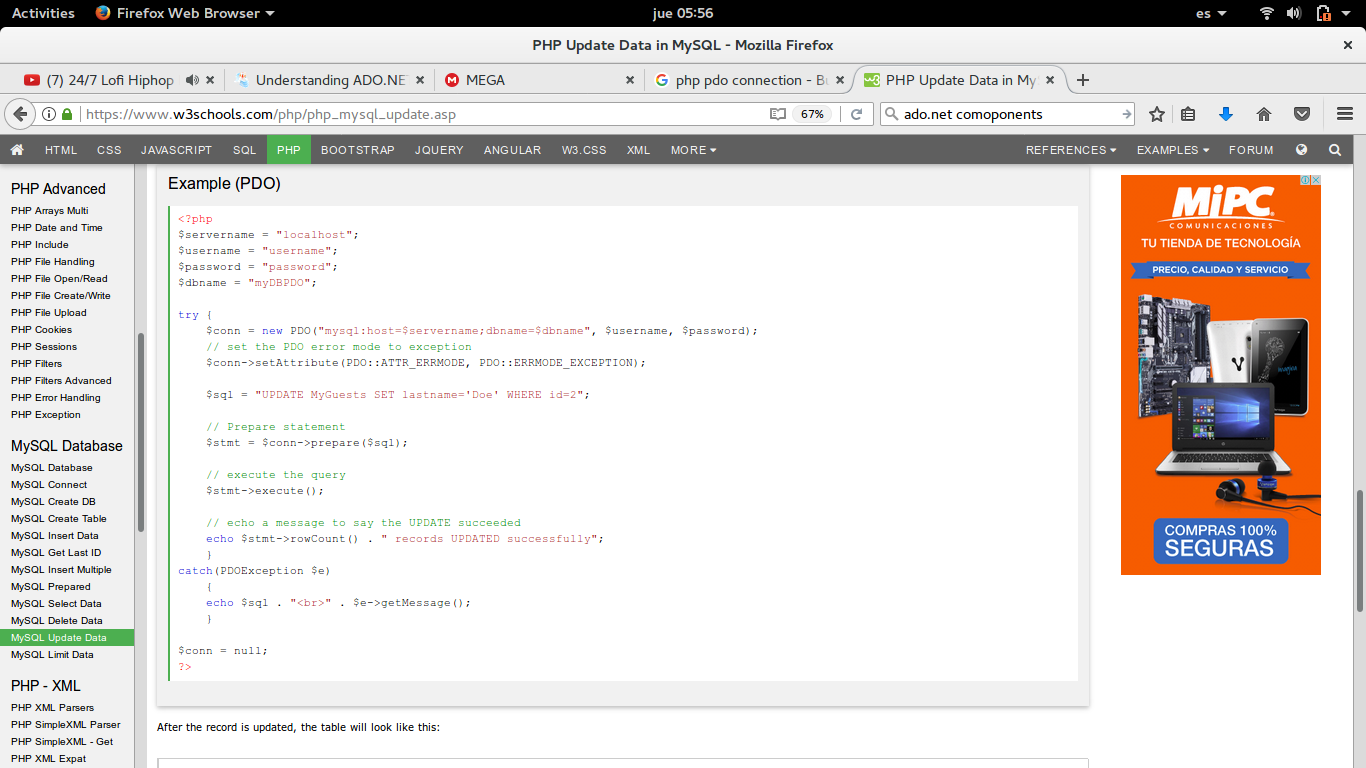 Activities Firefox Web Browser jue 05:56 es
PHP Update Data in MySQL - Mozilla Firefox
(7) 24/7 Lofi Hiphop Understanding ADO.NE MEGA php pdo connection - Bu PHP Update Data in My
https://www.w3schools.com/php/php_mysql_update.asp 67% ado.net comoponents
HTML CSS JAVASCRIPT SQL PHP BOOTSTRAP JQUERY ANGULAR W3.CSS XML MORE REFERENCES EXAMPLES FORUM
PHP Advanced
PHP Arrays Multi
PHP Date and Time
PHP Include
PHP File Handling
PHP File Open/Read
PHP File Create/Write
PHP File Upload
PHP Cookies
PHP Sessions
PHP Filters
PHP Filters Advanced
PHP Error Handling
PHP Exception
MySQL Database
MySQL Database
MySQL Connect
MySQL Create DB
MySQL Create Table
MySQL Insert Data
MySQL Get Last ID
MySQL Insert Multiple
MySQL Prepared
MySQL Select Data
MySQL Delete Data
MySQL Update Data
MySQL Limit Data
PHP - XML
PHP XML Parsers
PHP SimpleXML Parser
PHP SimpleXML - Get
PHP XML Expat
Example (PDO)
<?php
$servername = "localhost";
$username = "username";
$password = "password";
$dbname = "myDBPDO";
try {
$conn = new PDO("mysql:host=$servername;dbname=$dbname", $username, $password);
// set the PDO error mode to exception
$conn->setAttribute(PDO::ATTR_ERRMODE, PDO::ERRMODE_EXCEPTION);
$sql = "UPDATE MyGuests SET lastname='Doe' WHERE id=2";
// Prepare statement
$stmt = $conn->prepare($sql);
// execute the query
$stmt->execute();
// echo a message to say the UPDATE succeeded
echo $stmt->rowCount() . " records UPDATED successfully";
}
catch(PDOException $e)
{
echo $sql . "<br>" . $e->getMessage();
}
$conn = null;
?>
After the record is updated, the table will look like this:
MiPC
COMUNICACIONES
TU TIENDA DE TECNOLOGÍA
PRECIO, CALIDAD Y SERVICIO
COMPRAS 100%
SEGURAS